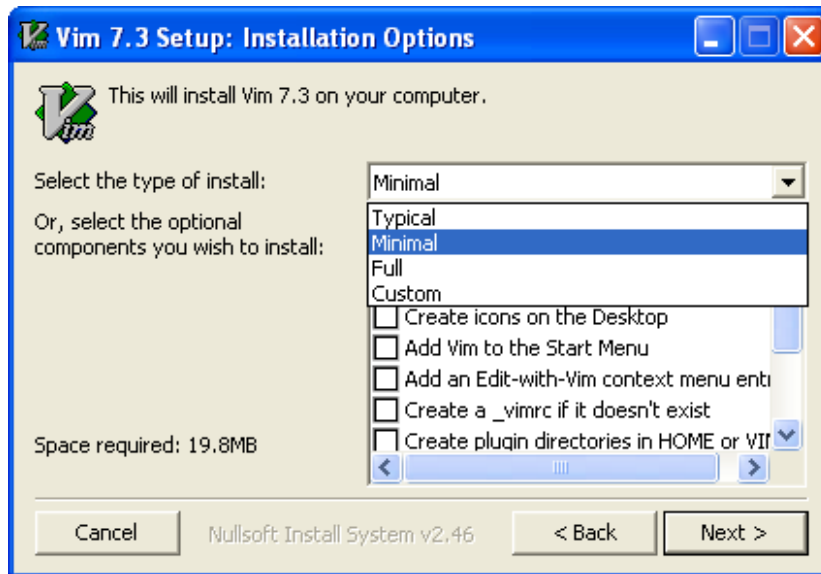 Vim 7.3 Setup: Installation Options
Vim
This will install Vim 7.3 on your computer.
Select the type of install:
Minimal
Or, select the optional
components you wish to install:
Typical
Minimal
Full
Custom
Create icons on the Desktop
Add Vim to the Start Menu
Add an Edit-with-Vim context menu
Create a _vimrc if it doesn't exist
Create plugin directories in HOME or
Space required: 19.8MB
Cancel
Nullsoft Install System v2.46
< Back
Next >